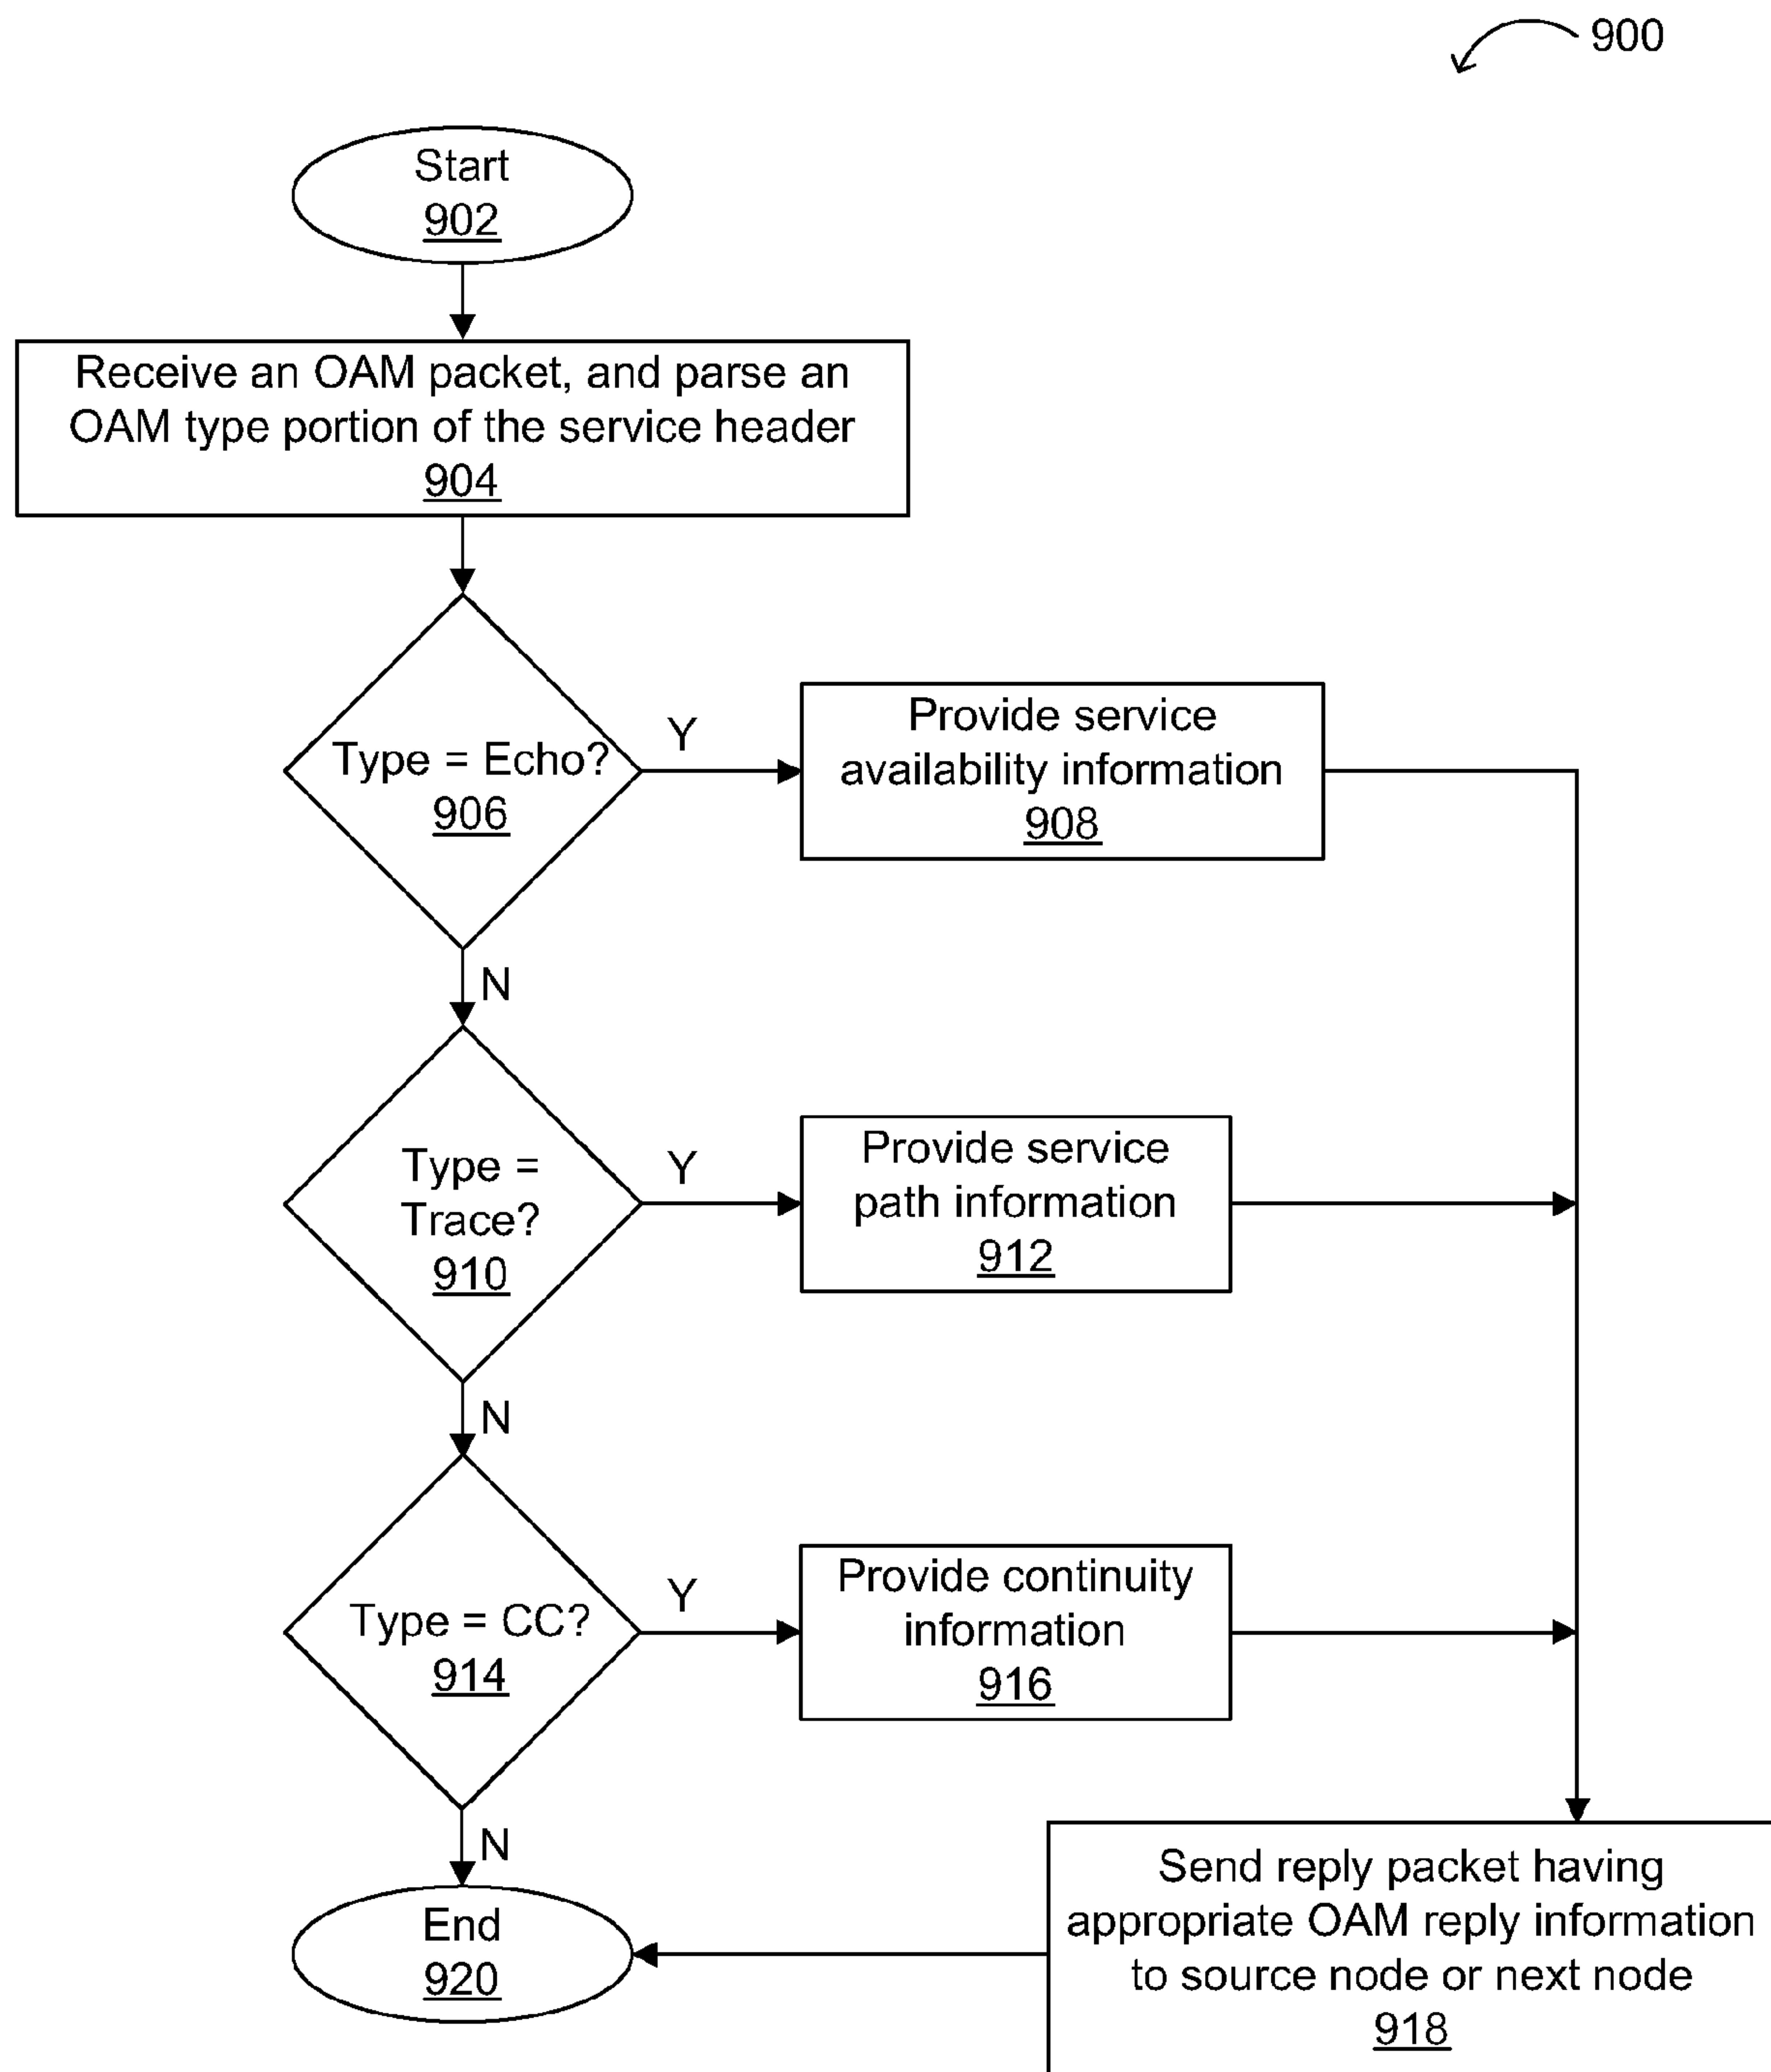 900
Start
902
Receive an OAM packet, and parse an
OAM type portion of the service header
904
Type = Echo?
906
Y
Provide service
availability information
908
N
Type =
Trace?
910
Y
Provide service
path information
912
N
Type = CC?
914
Y
Provide continuity
information
916
N
End
920
Send reply packet having
appropriate OAM reply information
to source node or next node
918